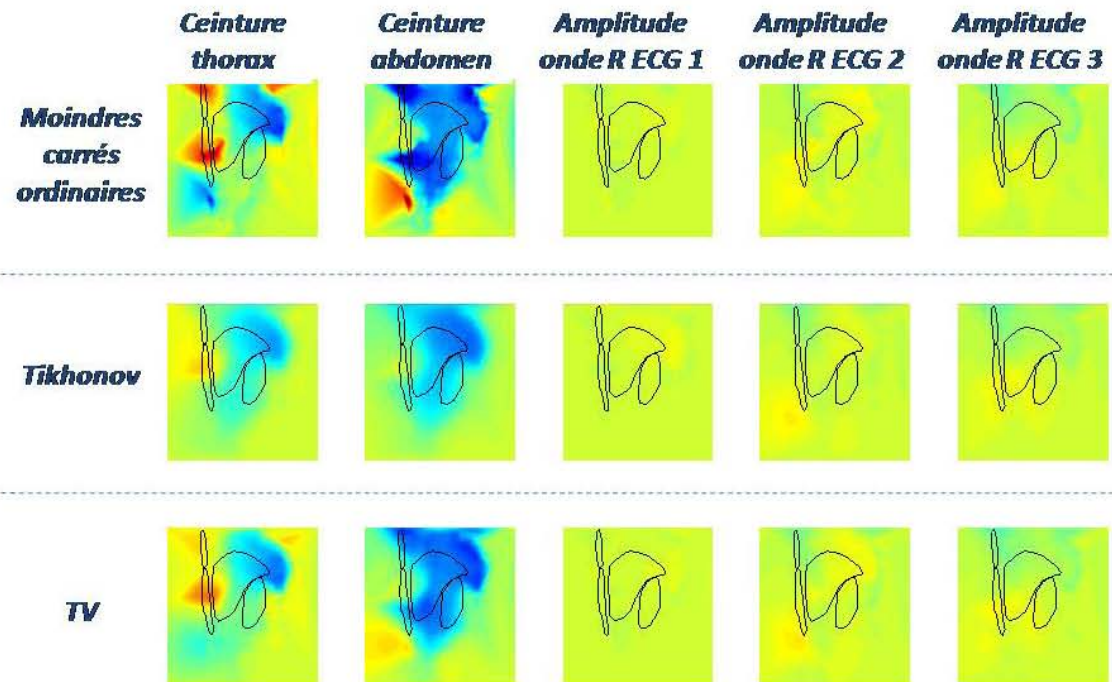 Ceinture
thorax
Ceinture
abdomen
Amplitude
onde R ECG 1
Amplitude
onde R ECG 2
Amplitude
onde R ECG 3
Moindres
carrés
ordinaires
Tikhonov
TV